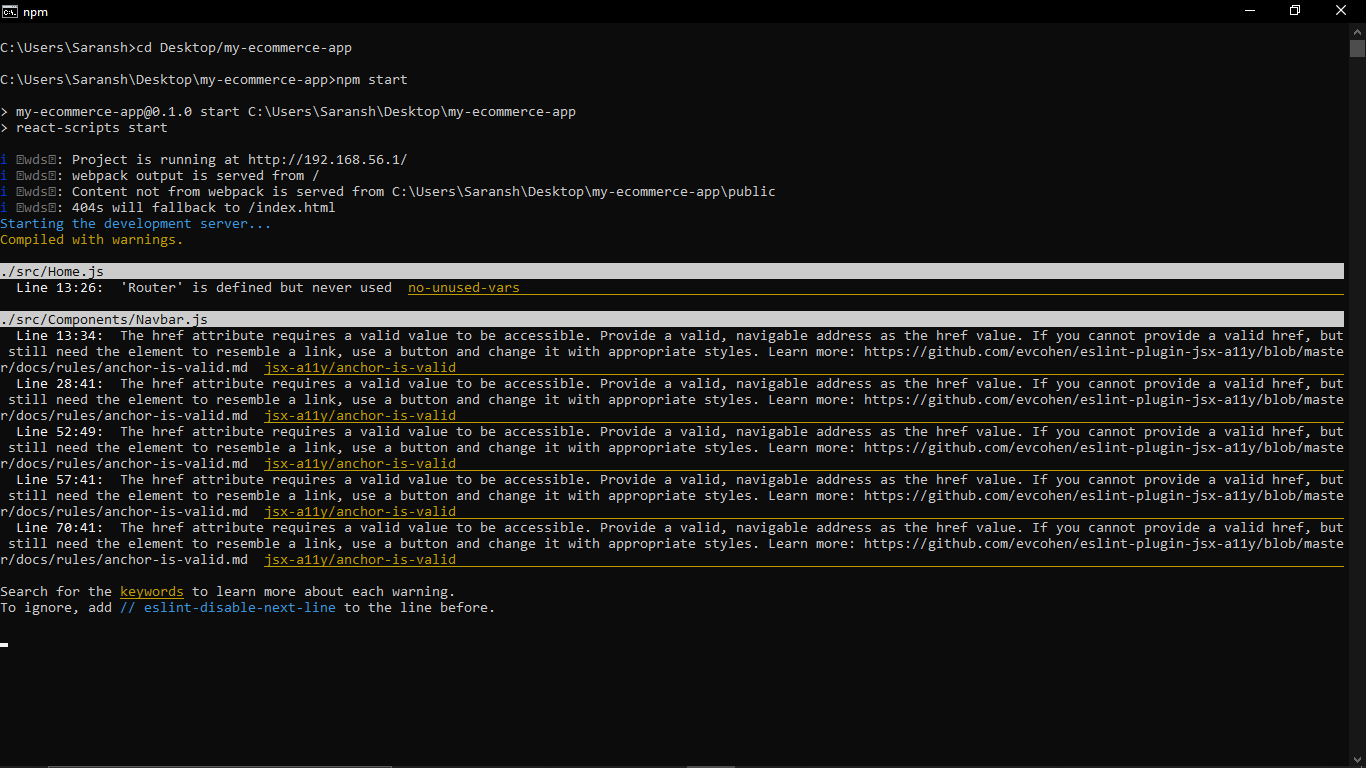 npm
C:\Users\Saransh>cd Desktop/my-ecommerce-app
C:\Users\Saransh\Desktop\my-ecommerce-app>npm start
> my-ecommerce-app@0.1.0 start C:\Users\Saransh\Desktop\my-ecommerce-app
> react-scripts start
i wds: Project is running at http://192.168.56.1/
i wds: webpack output is served from /
i wds: Content not from webpack is served from C:\Users\Saransh\Desktop\my-ecommerce-app\public
i wds: 404s will fallback to /index.html
Starting the development server...
Compiled with warnings.
./src/Home.js
Line 13:26:  'Router' is defined but never used  no-unused-vars
./src/Components/Navbar.js
Line 13:34:  The href attribute requires a valid value to be accessible. Provide a valid, navigable address as the href value. If you cannot provide a valid href, but
still need the element to resemble a link, use a button and change it with appropriate styles. Learn more: https://github.com/evcohen/eslint-plugin-jsx-a11y/blob/maste
r/docs/rules/anchor-is-valid.md  jsx-a11y/anchor-is-valid
Line 28:41:  The href attribute requires a valid value to be accessible. Provide a valid, navigable address as the href value. If you cannot provide a valid href, but
still need the element to resemble a link, use a button and change it with appropriate styles. Learn more: https://github.com/evcohen/eslint-plugin-jsx-a11y/blob/maste
r/docs/rules/anchor-is-valid.md  jsx-a11y/anchor-is-valid
Line 52:49:  The href attribute requires a valid value to be accessible. Provide a valid, navigable address as the href value. If you cannot provide a valid href, but
still need the element to resemble a link, use a button and change it with appropriate styles. Learn more: https://github.com/evcohen/eslint-plugin-jsx-a11y/blob/maste
r/docs/rules/anchor-is-valid.md  jsx-a11y/anchor-is-valid
Line 57:41:  The href attribute requires a valid value to be accessible. Provide a valid, navigable address as the href value. If you cannot provide a valid href, but
still need the element to resemble a link, use a button and change it with appropriate styles. Learn more: https://github.com/evcohen/eslint-plugin-jsx-a11y/blob/maste
r/docs/rules/anchor-is-valid.md  jsx-a11y/anchor-is-valid
Line 70:41:  The href attribute requires a valid value to be accessible. Provide a valid, navigable address as the href value. If you cannot provide a valid href, but
still need the element to resemble a link, use a button and change it with appropriate styles. Learn more: https://github.com/evcohen/eslint-plugin-jsx-a11y/blob/maste
r/docs/rules/anchor-is-valid.md  jsx-a11y/anchor-is-valid
Search for the keywords to learn more about each warning.
To ignore, add // eslint-disable-next-line to the line before.